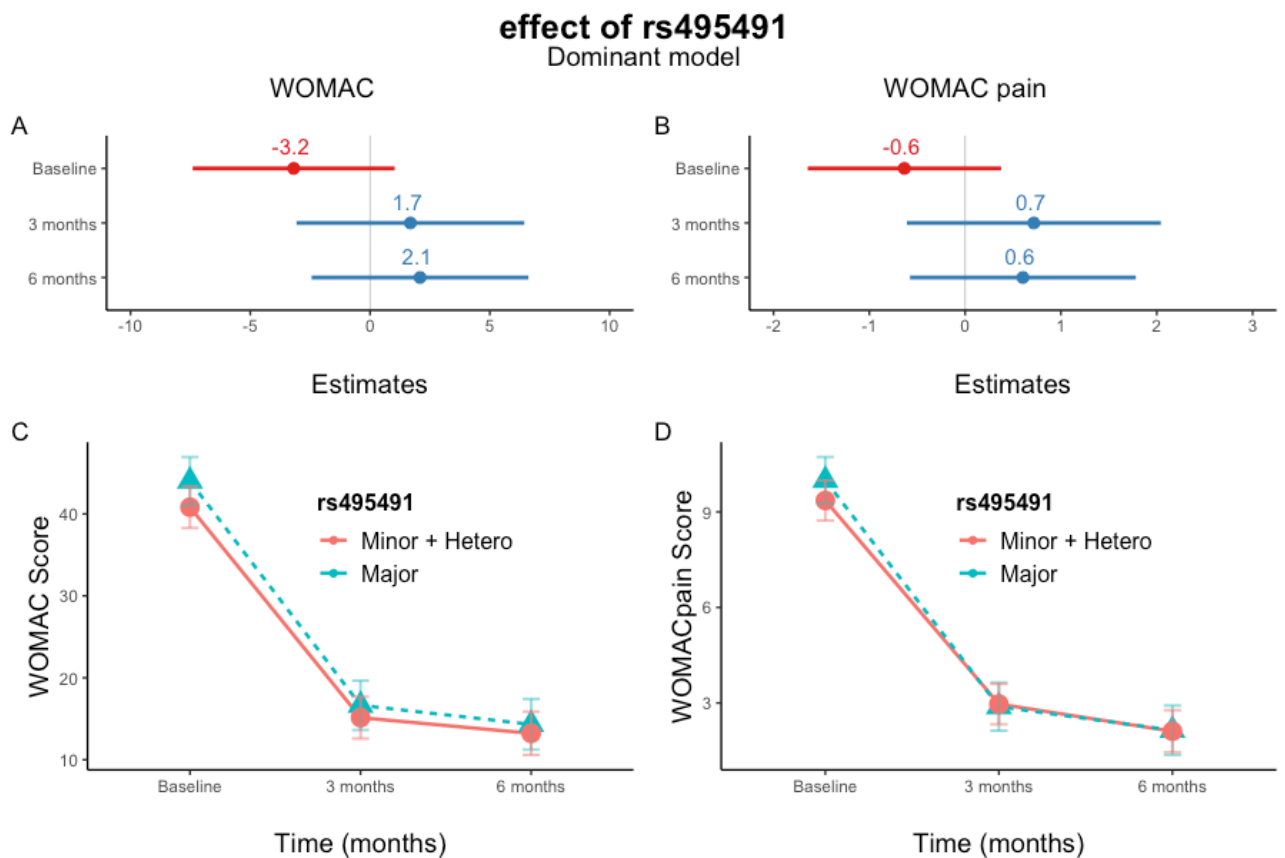 effect of rs495491
Dominant model
WOMAC
WOMAC pain
A
-3.2
Baseline
1.7
3 months
2.1
6 months
-10 -5 0 5 10
Estimates
B
-0.6
Baseline
0.7
3 months
0.6
6 months
-2 -1 0 1 2 3
Estimates
C
WOMAC Score
40
30
20
10
rs495491
Minor + Hetero
Major
Baseline 3 months 6 months
Time (months)
D
WOMACpain Score
9
6
3
rs495491
Minor + Hetero
Major
Baseline 3 months 6 months
Time (months)